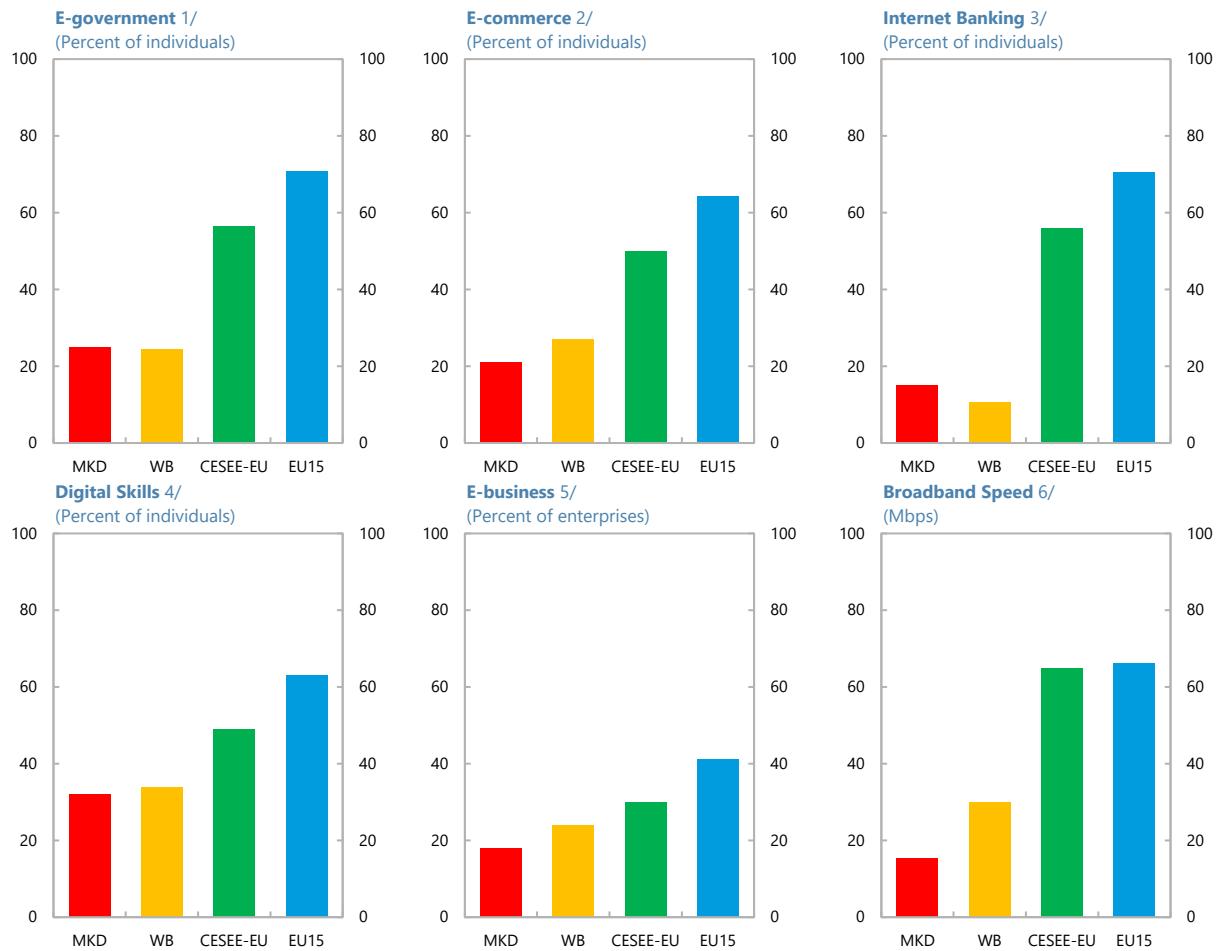 E-government 1/
(Percent of individuals)
100 100
80 80
60 60
40 40
20 20
0 0
MKD WB CESEE-EU EU15
E-commerce 2/
(Percent of individuals)
100 100
80 80
60 60
40 40
20 20
0 0
MKD WB CESEE-EU EU15
Internet Banking 3/
(Percent of individuals)
100 100
80 80
60 60
40 40
20 20
0 0
MKD WB CESEE-EU EU15
Digital Skills 4/
(Percent of individuals)
100 100
80 80
60 60
40 40
20 20
0 0
MKD WB CESEE-EU EU15
E-business 5/
(Percent of enterprises)
100 100
80 80
60 60
40 40
20 20
0 0
MKD WB CESEE-EU EU15
Broadband Speed 6/
(Mbps)
100 100
80 80
60 60
40 40
20 20
0 0
MKD WB CESEE-EU EU15